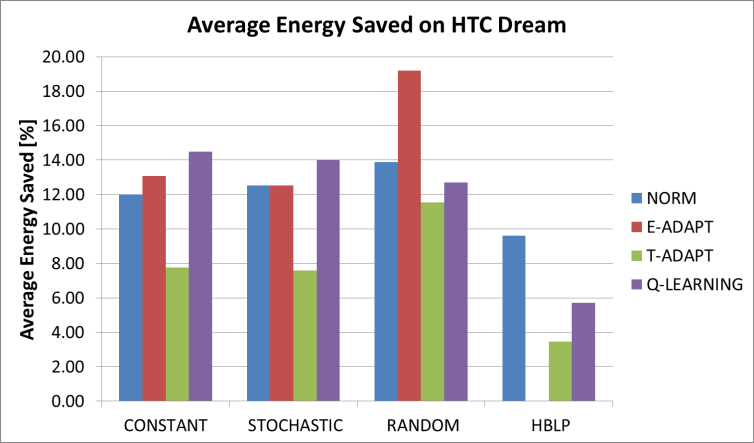 Average Energy Saved on HTC Dream
Average Energy Saved [%]
20.00
18.00
16.00
14.00
12.00
10.00
8.00
6.00
4.00
2.00
0.00
CONSTANT
STOCHASTIC
RANDOM
HBLP
NORM
E-ADAPT
T-ADAPT
Q-LEARNING